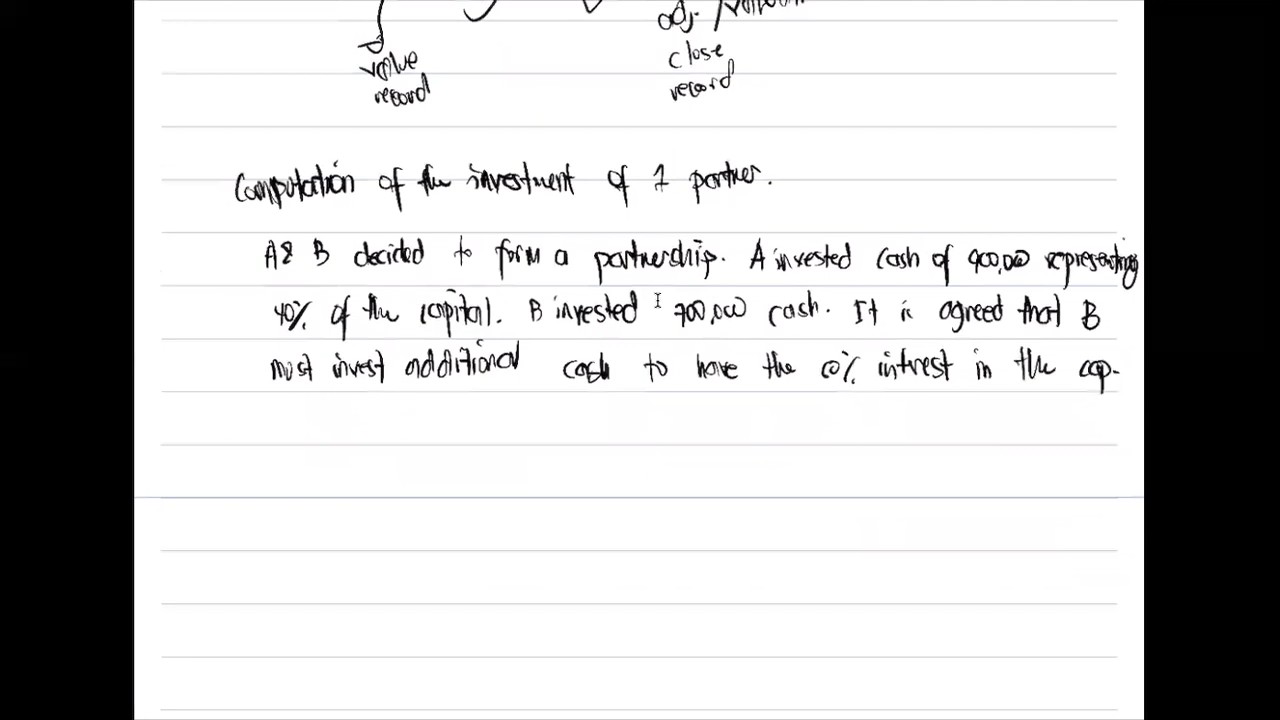 adj.
value
close
record
record
Computation of the investment of 1 partner.
A & B decided to form a partnership. A invested cash of 900,000 representing
40% of the capital. B invested 700,000 cash. It is agreed that B
must invest additional cash to have the 60% interest in the cap.